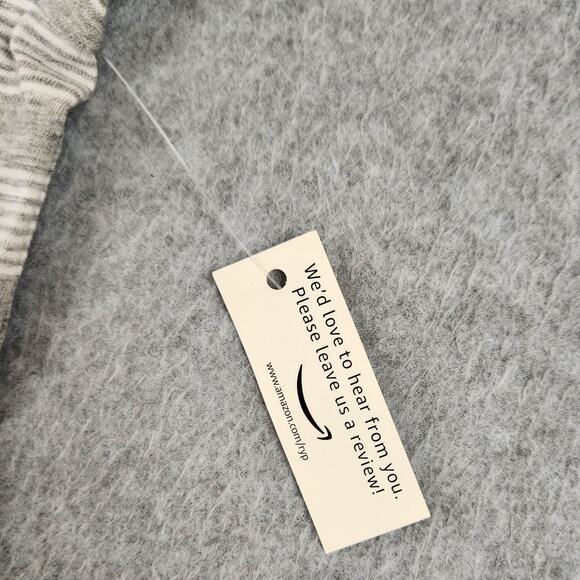 We'd love to hear from you.
Please leave us a review!
www.amazon.com/ryp